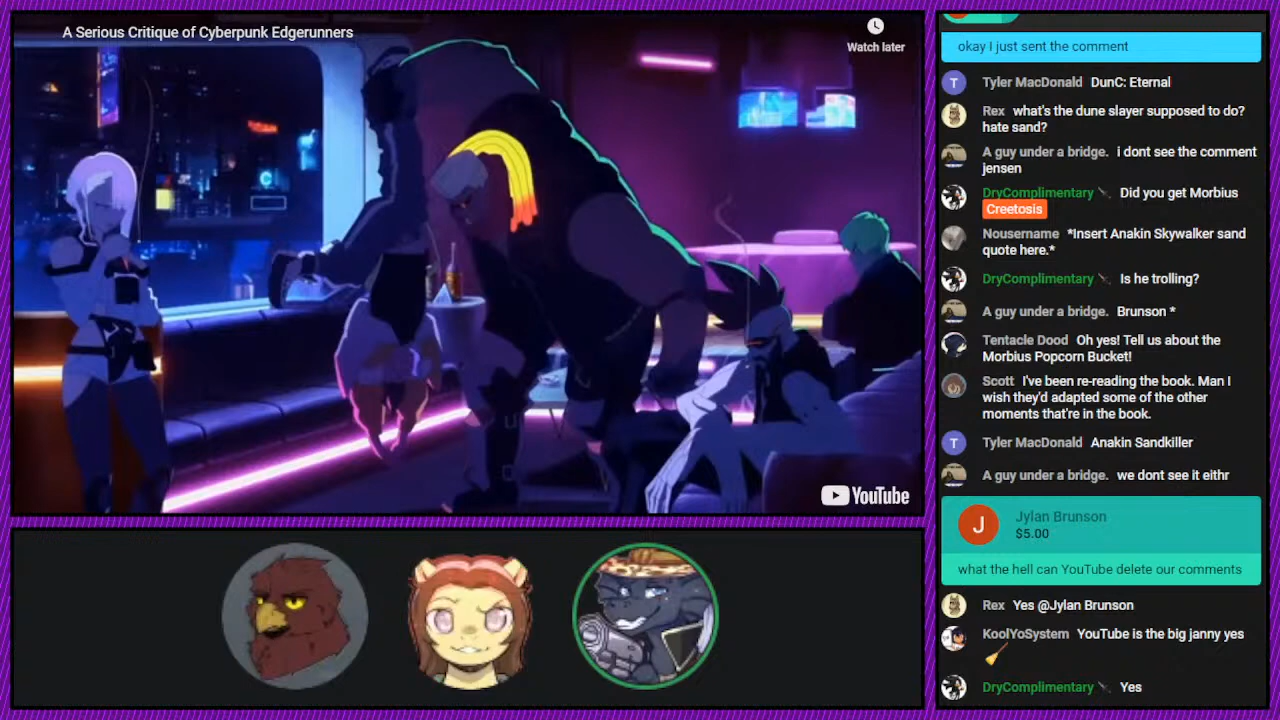 A Serious Critique of Cyberpunk Edgerunners
Watch later
YouTube
okay I just sent the comment
T Tyler MacDonald DunC: Eternal
Rex what's the dune slayer supposed to do?
hate sand?
A guy under a bridge. i dont see the comment
jensen
DryComplimentary Did you get Morbius
Creetosis
Nousername *Insert Anakin Skywalker sand
quote here.*
DryComplimentary Is he trolling?
A guy under a bridge. Brunson *
Tentacle Dood Oh yes! Tell us about the
Morbius Popcorn Bucket!
Scott I've been re-reading the book. Man I
wish they'd adapted some of the other
moments that're in the book.
T Tyler MacDonald Anakin Sandkiller
A guy under a bridge. we dont see it eithr
J Jylan Brunson
$5.00
what the hell can YouTube delete our comments
Rex Yes @Jylan Brunson
KoolYoSystem YouTube is the big janny yes
DryComplimentary Yes